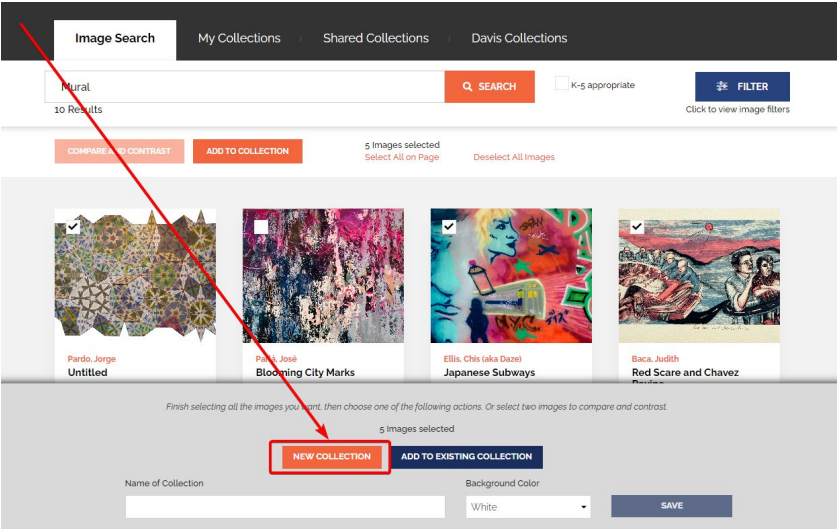 Image Search
My Collections
Shared Collections
Davis Collections
Mural
SEARCH
K-5 appropriate
FILTER
10 Results
Click to view image filters
COMPARE AND CONTRAST
ADD TO COLLECTION
5 Images selected
Select All on Page
Deselect All Images
Pardo, Jorge
Untitled
José
Blooming City Marks
Ellis, Chis (aka Daze)
Japanese Subways
Baca, Judith
Red Scare and Chavez
Finish selecting all the images you want, then choose one of the following actions. Or select two images to compare and contrast.
5 Images selected
NEW COLLECTION
ADD TO EXISTING COLLECTION
Name of Collection
Background Color
White
SAVE